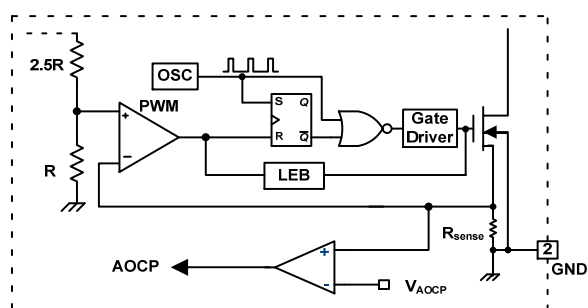 2.5R
OSC
PWM
+
−
S Q
R Q̅
Gate
Driver
R
LEB
Rsense
2
GND
AOCP
+
-
VAOCP